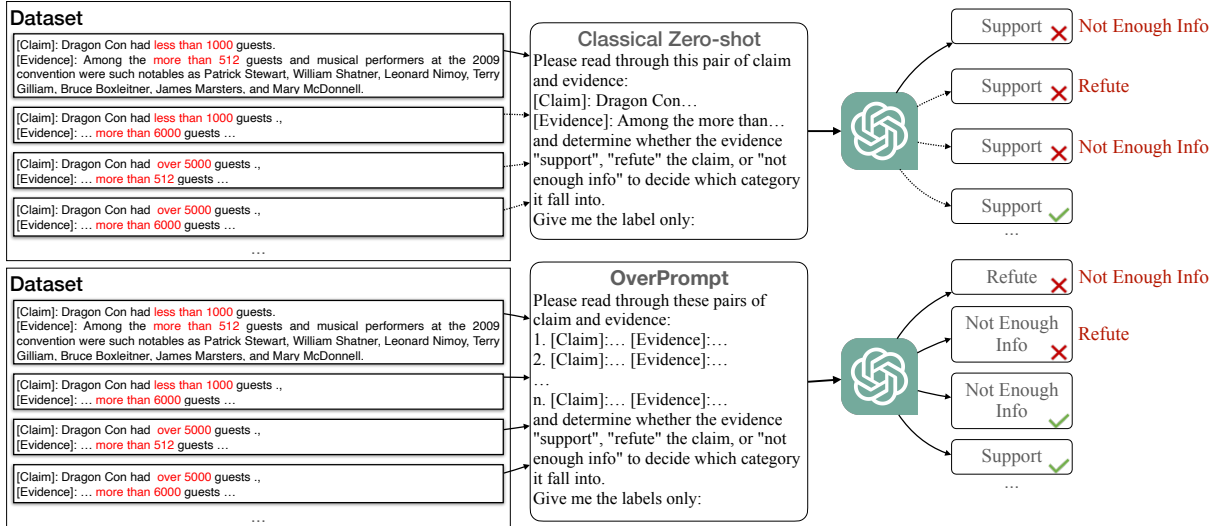 Dataset
[Claim]: Dragon Con had less than 1000 guests.
[Evidence]: Among the more than 512 guests and musical performers at the 2009
convention were such notables as Patrick Stewart, William Shatner, Leonard Nimoy, Terry
Gilliam, Bruce Boxleitner, James Marsters, and Mary McDonnell.
[Claim]: Dragon Con had less than 1000 guests .,
[Evidence]: ... more than 6000 guests ...
[Claim]: Dragon Con had over 5000 guests .,
[Evidence]: ... more than 512 guests ...
[Claim]: Dragon Con had over 5000 guests .,
[Evidence]: ... more than 6000 guests ...
...
Classical Zero-shot
Please read through this pair of claim
and evidence:
[Claim]: Dragon Con…
[Evidence]: Among the more than…
and determine whether the evidence
"support", "refute" the claim, or "not
enough info" to decide which category
it fall into.
Give me the label only:
Support Not Enough Info
Support Refute
Support Not Enough Info
Support
...
Dataset
[Claim]: Dragon Con had less than 1000 guests.
[Evidence]: Among the more than 512 guests and musical performers at the 2009
convention were such notables as Patrick Stewart, William Shatner, Leonard Nimoy, Terry
Gilliam, Bruce Boxleitner, James Marsters, and Mary McDonnell.
[Claim]: Dragon Con had less than 1000 guests .,
[Evidence]: ... more than 6000 guests ...
[Claim]: Dragon Con had over 5000 guests .,
[Evidence]: ... more than 512 guests ...
[Claim]: Dragon Con had over 5000 guests .,
[Evidence]: ... more than 6000 guests ...
...
OverPrompt
Please read through these pairs of
claim and evidence:
1. [Claim]:… [Evidence]:…
2. [Claim]:… [Evidence]:…
…
n. [Claim]:… [Evidence]:…
and determine whether the evidence
"support", "refute" the claim, or "not
enough info" to decide which category
it fall into.
Give me the labels only:
Refute Not Enough Info
Not Enough
Info
Refute
Not Enough
Info
Support
...